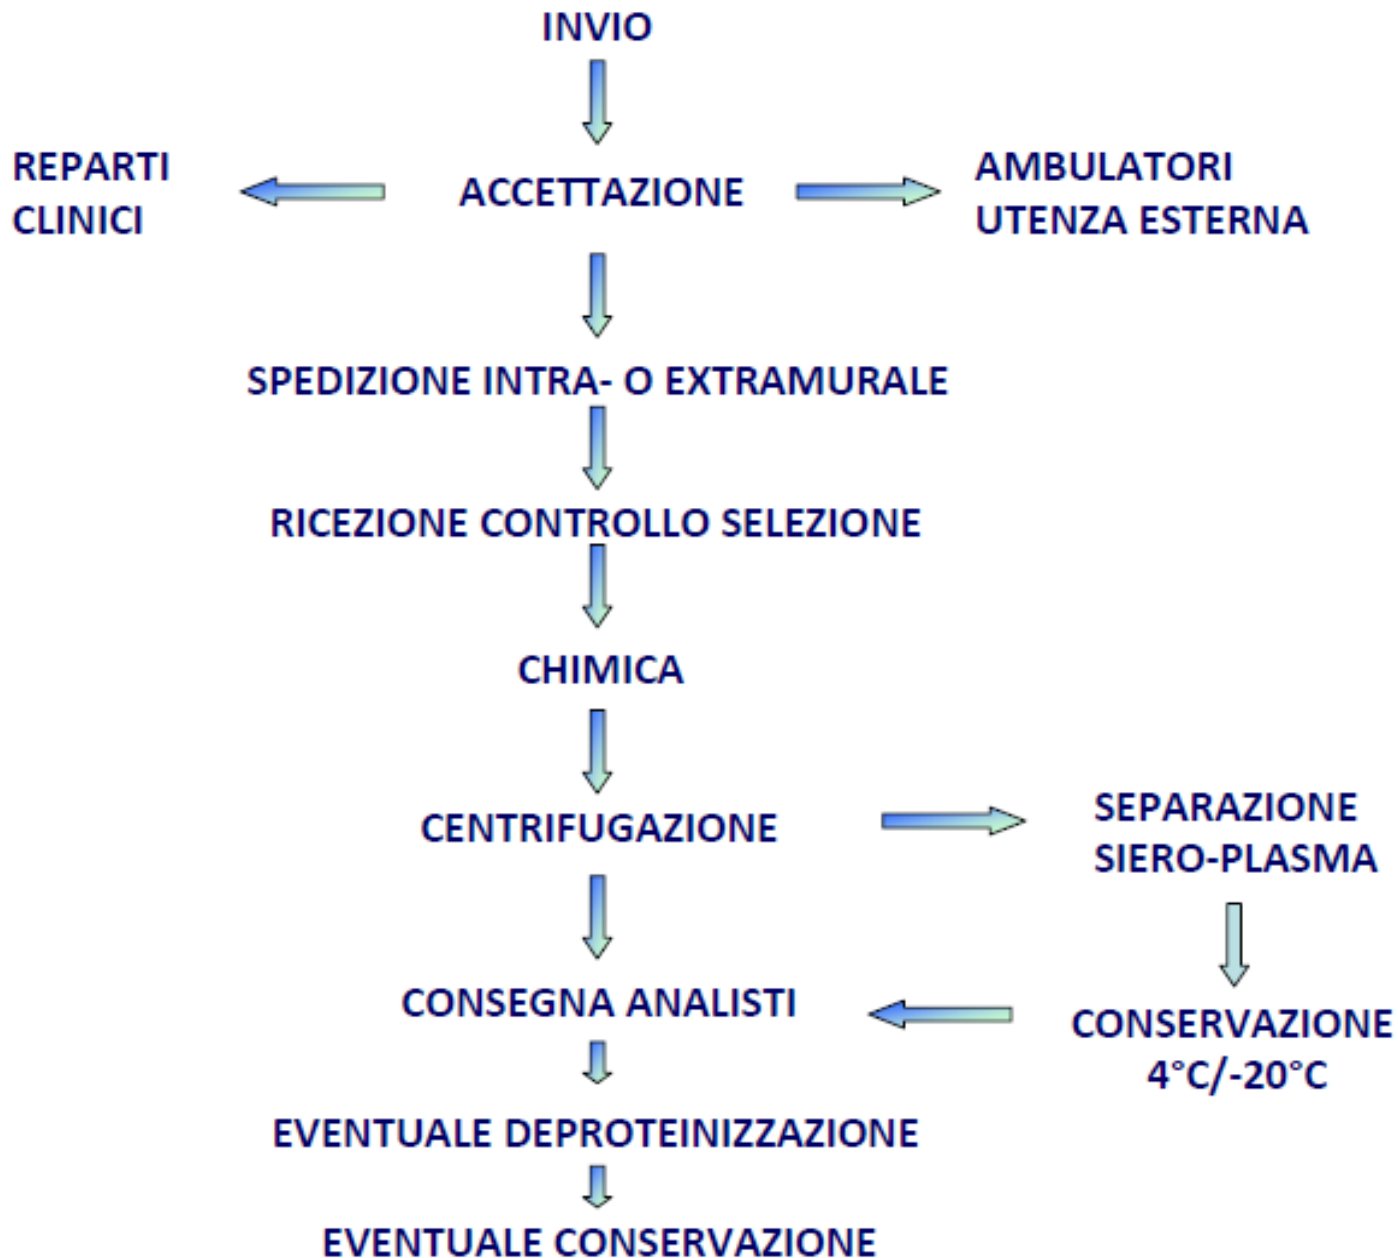 INVIO
REPARTI
CLINICI
ACCETTAZIONE
AMBULATORI
UTENZA ESTERNA
SPEDIZIONE INTRA- O EXTRAMURALE
RICEZIONE CONTROLLO SELEZIONE
CHIMICA
CENTRIFUGAZIONE
SEPARAZIONE
SIERO-PLASMA
CONSEGNA ANALISTI
CONSERVAZIONE
4°C/-20°C
EVENTUALE DEPROTEINIZZAZIONE
EVENTUALE CONSERVAZIONE